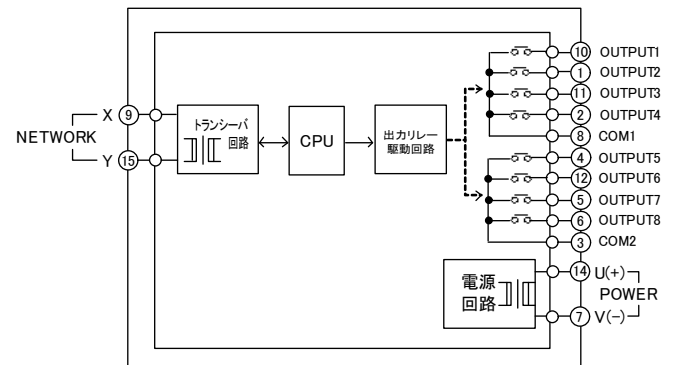 NETWORK
X ⑨
Y ⑮
トランシーバ
回路
CPU
出力リレー
駆動回路
⑩ OUTPUT1
① OUTPUT2
⑪ OUTPUT3
② OUTPUT4
⑧ COM1
④ OUTPUT5
⑫ OUTPUT6
⑤ OUTPUT7
⑥ OUTPUT8
③ COM2
電源
回路
⑭ U(+)
POWER
⑦ V(-)